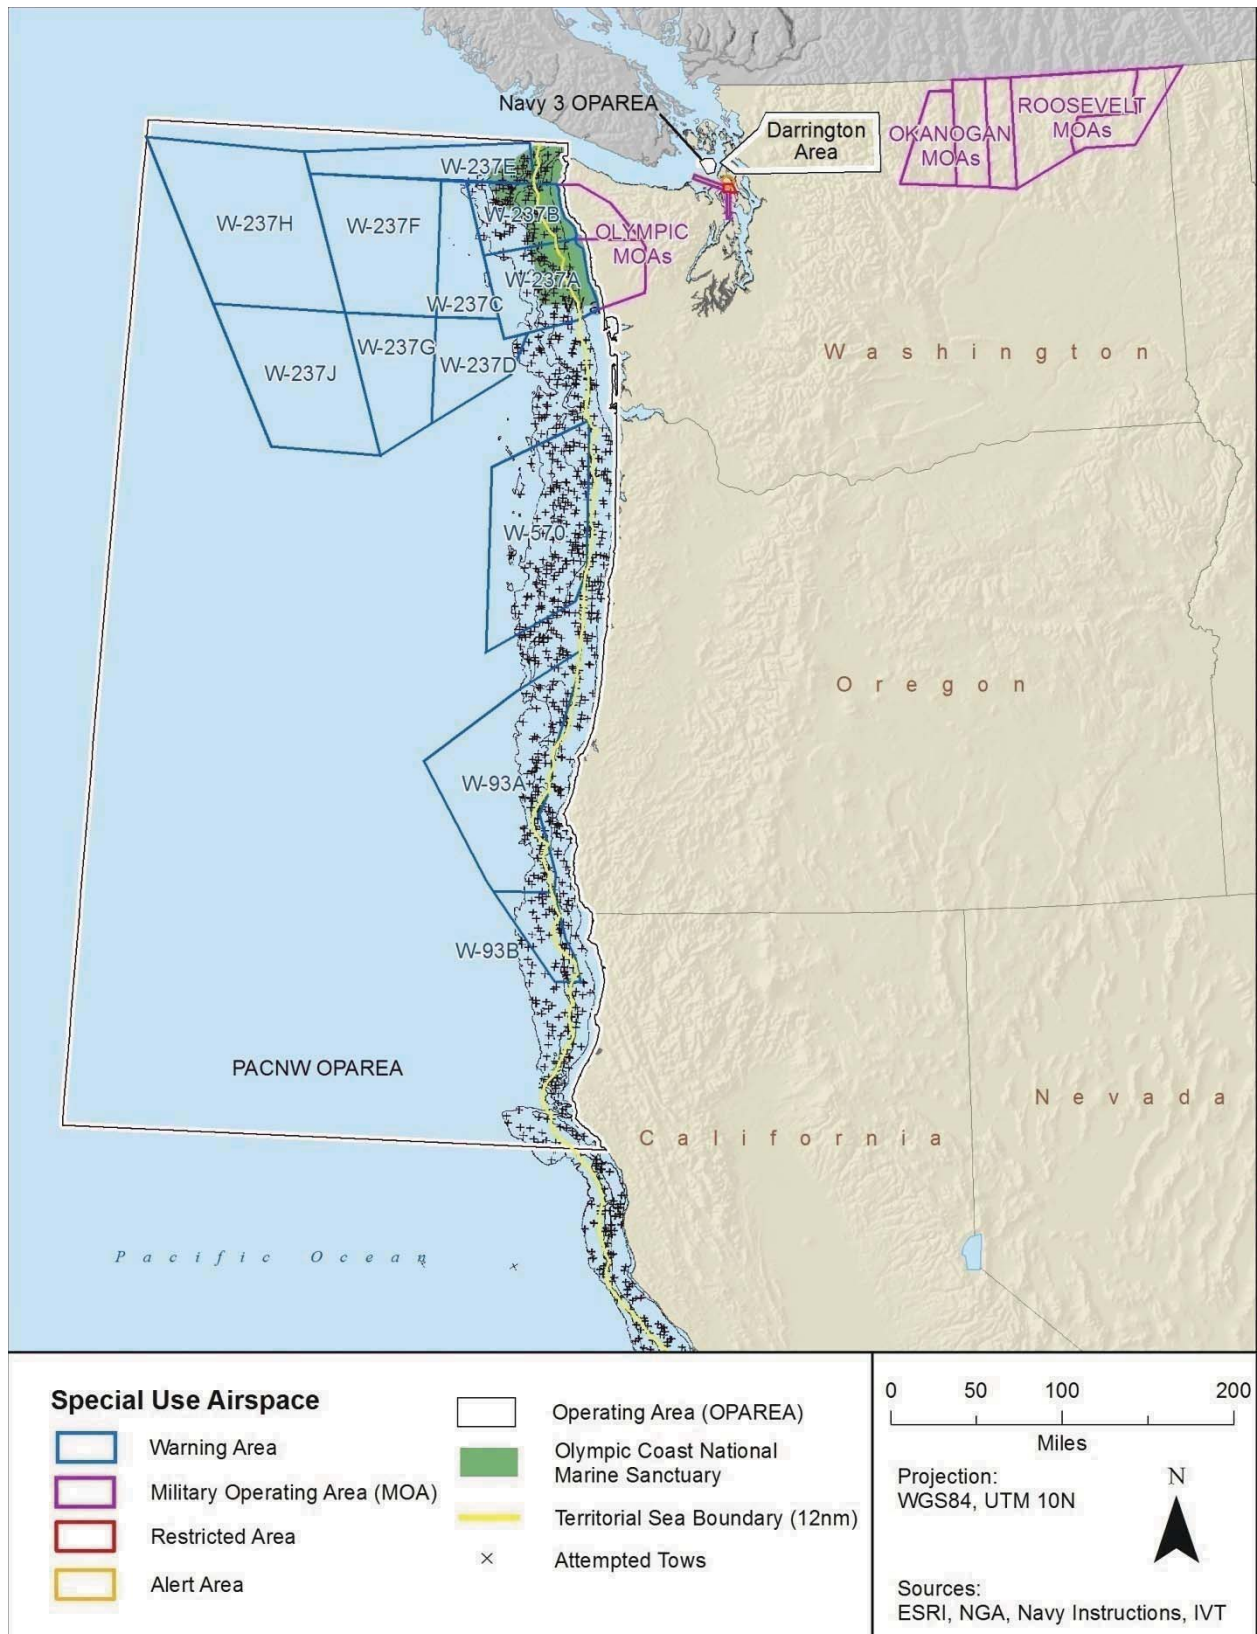 Navy 3 OPAREA
Darrington
Area
OKANOGAN
MOAs
ROOSEVELT
MOAs
W-237E
W-237H
W-237F
W-237B
OLYMPIC
MOAs
W-237A
W-237C
W-237G
W-237D
W-237J
Washington
W-570
Oregon
W-93A
W-93B
PACNW OPAREA
Nevada
California
Pacific Ocean
Special Use Airspace
Warning Area
Military Operating Area (MOA)
Restricted Area
Alert Area
Operating Area (OPAREA)
Olympic Coast National
Marine Sanctuary
Territorial Sea Boundary (12nm)
Attempted Tows
0 50 100 200
Miles
Projection:
WGS84, UTM 10N
N
Sources:
ESRI, NGA, Navy Instructions, IVT